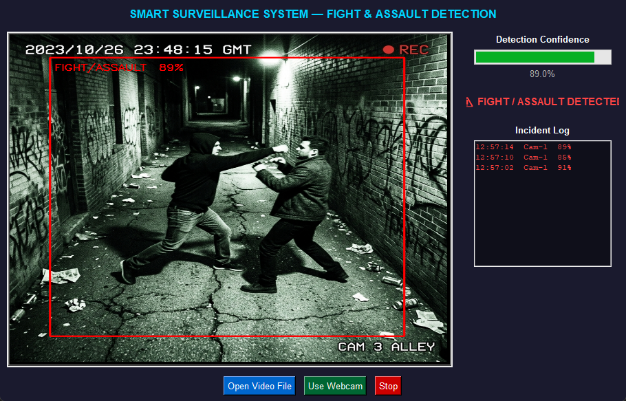 SMART SURVEILLANCE SYSTEM — FIGHT & ASSAULT DETECTION
2023/10/26 23:48:15 GMT
REC
FIGHT/ASSAULT 89%
CAM 3 ALLEY
Detection Confidence
89.0%
FIGHT / ASSAULT DETECTE
Incident Log
12:57:14 Cam-1 89%
12:57:10 Cam-1 85%
12:57:02 Cam-1 91%
Open Video File
Use Webcam
Stop